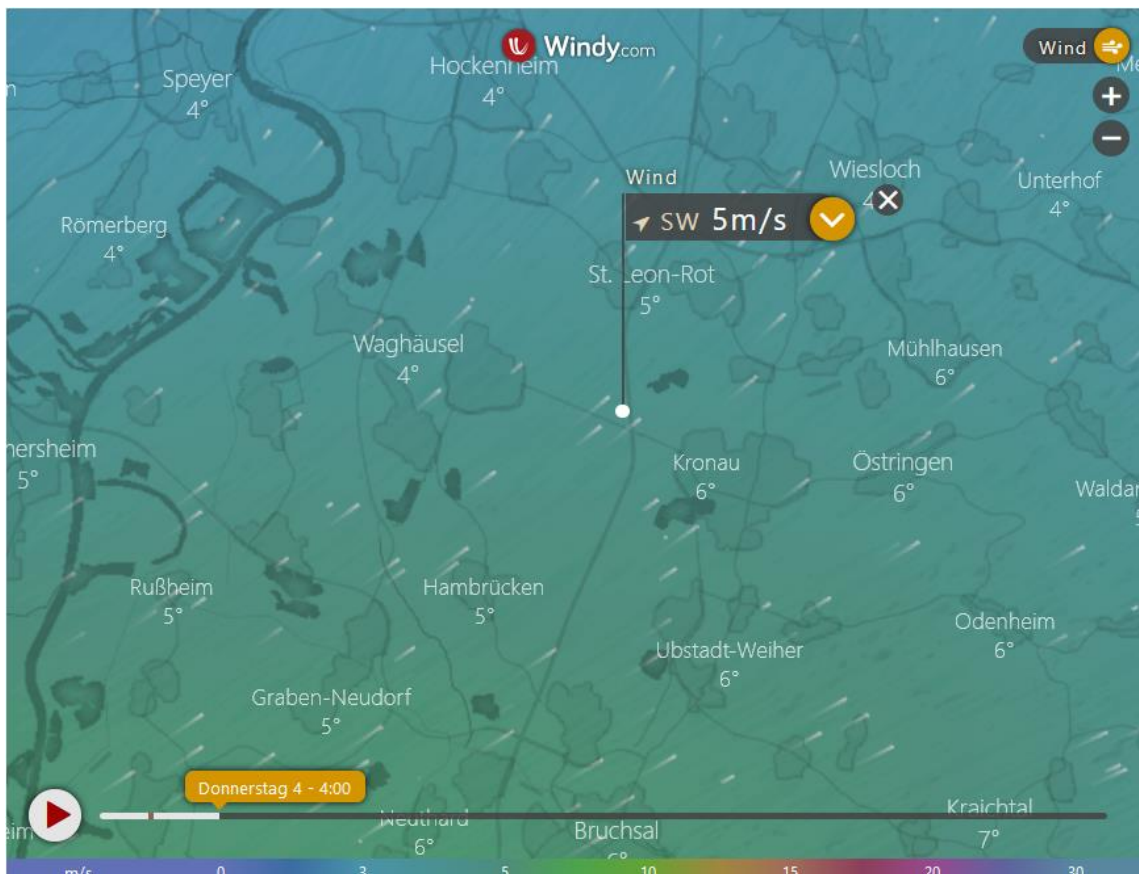 Windy.com
Wind
Speyer
4°
Hockenheim
4°
+
−
Wind
SW 5m/s
Wiesloch
Unterhof
4°
Römerberg
4°
St. Leon-Rot
5°
Waghäusel
4°
Mühlhausen
6°
5°
Kronau
6°
Östringen
6°
Rußheim
5°
Hambrücken
5°
Odenheim
6°
Ubstadt-Weiher
6°
Graben-Neudorf
5°
Donnerstag 4 - 4:00
Neuthard
6°
Bruchsal
Kraichtal
7°
m/s 0 3 5 10 15 20 30